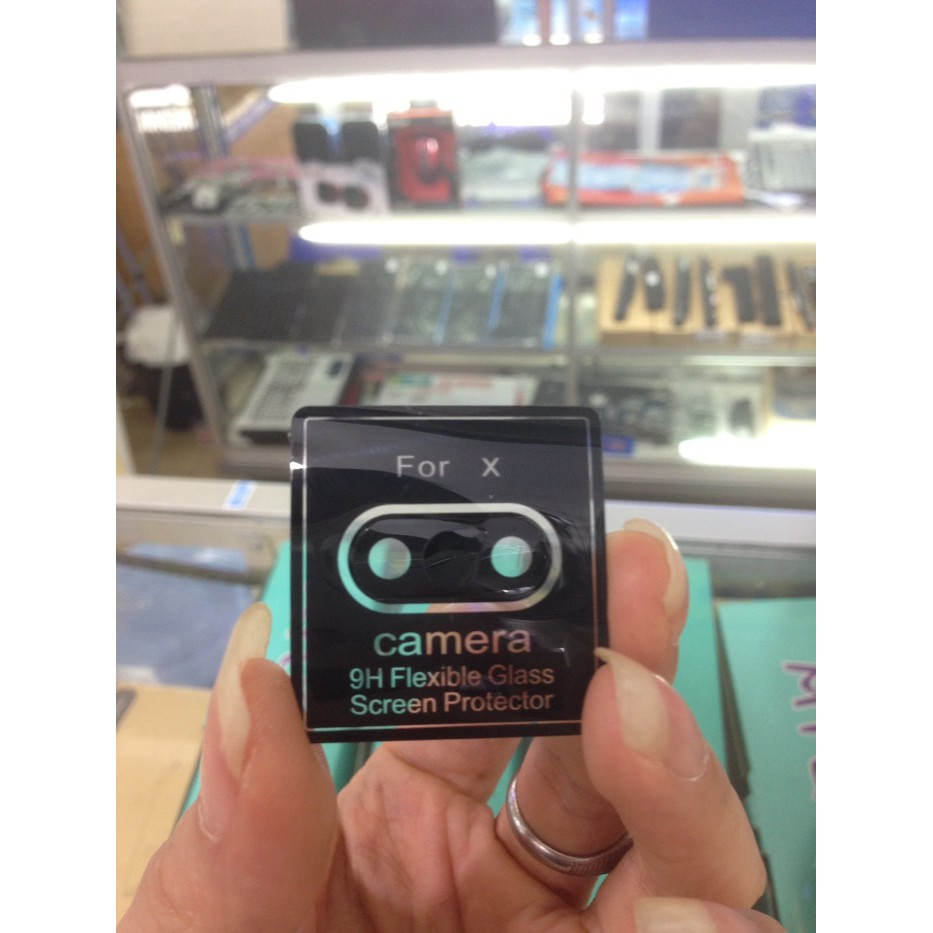 For X
camera
9H Flexible Glass
Screen Protector